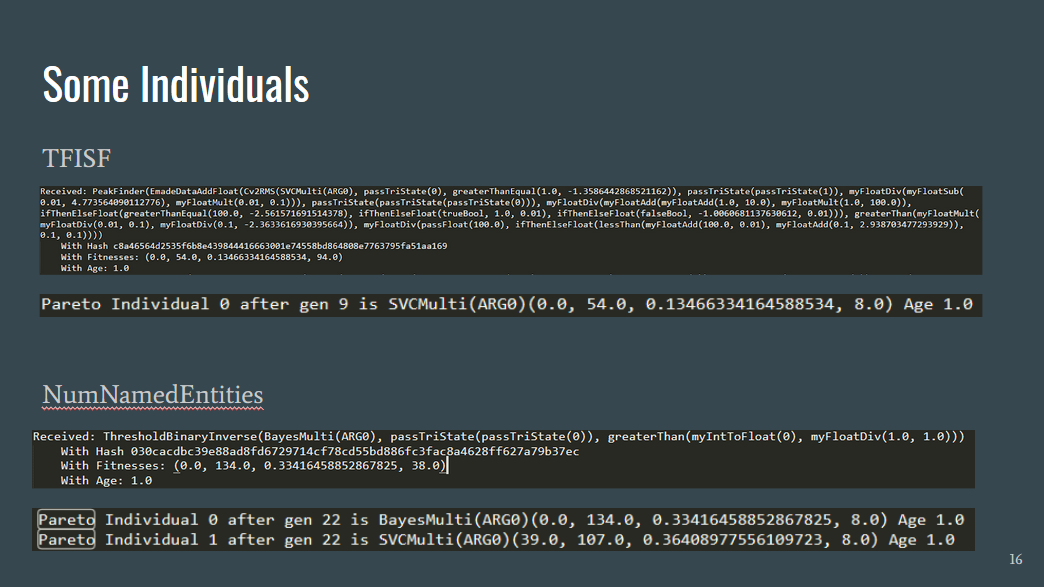 Some Individuals
TFISF
Received: PeakFinder(EmadeDataAddFloat(Cv2RMS(SVCMulti(ARG0), passTriState(0), greaterThanEqual(1.0, -1.3586442868521162)), passTriState(passTriState(1)), myFloatDiv(myFloatSub(
0.01, 4.773564090112776), myFloatMult(0.01, 0.1))), passTriState(passTriState(passTriState(0))), myFloatDiv(myFloatAdd(myFloatAdd(1.0, 10.0), myFloatMult(1.0, 100.0)),
ifThenElseFloat(greaterThanEqual(100.0, -2.561571691514378), ifThenElseFloat(trueBool, 1.0, 0.01), ifThenElseFloat(falseBool, -1.0060681137630612, 0.01))), greaterThan(myFloatMult(
myFloatDiv(0.01, 0.1), myFloatDiv(0.1, -2.3633616930395664)), myFloatDiv(passFloat(100.0), ifThenElseFloat(lessThan(myFloatAdd(100.0, 0.01), myFloatAdd(0.1, 2.938703477293929)),
0.1, 0.1))))
With Hash c8a46564d2535f6b8e439844416663001e74558bd864808e7763795fa51aa169
With Fitnesses: (0.0, 54.0, 0.13466334164588534, 94.0)
With Age: 1.0
Pareto Individual 0 after gen 9 is SVCMulti(ARG0)(0.0, 54.0, 0.13466334164588534, 8.0) Age 1.0
NumNamedEntities
Received: ThresholdBinaryInverse(BayesMulti(ARG0), passTriState(passTriState(0)), greaterThan(myIntToFloat(0), myFloatDiv(1.0, 1.0)))
With Hash 030cacdbc39e88ad8fd6729714cf78cd55bd886fc3fac8a4628ff627a79b37ec
With Fitnesses: (0.0, 134.0, 0.33416458852867825, 38.0)
With Age: 1.0
Pareto Individual 0 after gen 22 is BayesMulti(ARG0)(0.0, 134.0, 0.33416458852867825, 8.0) Age 1.0
Pareto Individual 1 after gen 22 is SVCMulti(ARG0)(39.0, 107.0, 0.36408977556109723, 8.0) Age 1.0
16